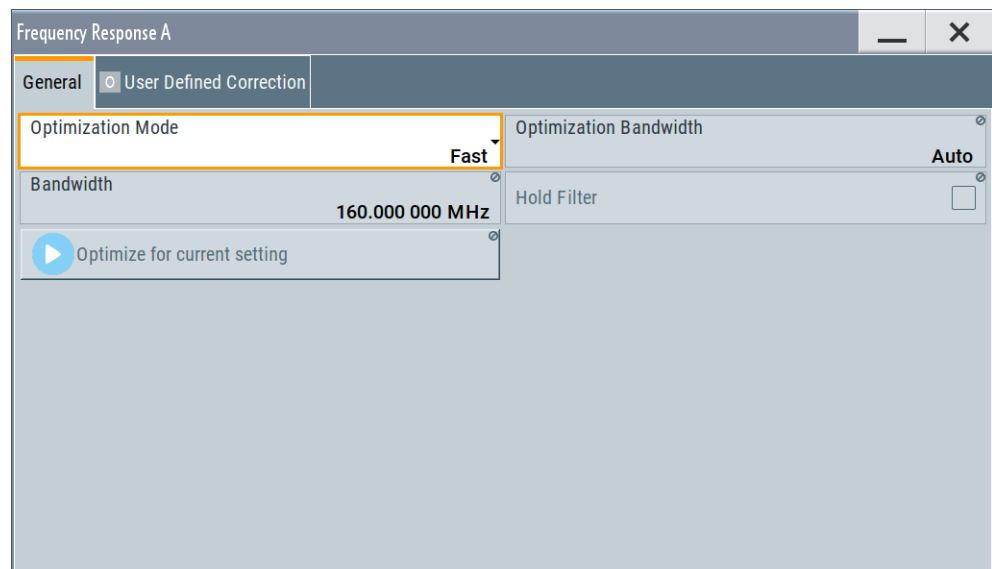 Frequency Response A
General
0 User Defined Correction
Optimization Mode
Fast
Optimization Bandwidth
Auto
Bandwidth
160.000 000 MHz
Hold Filter
Optimize for current setting